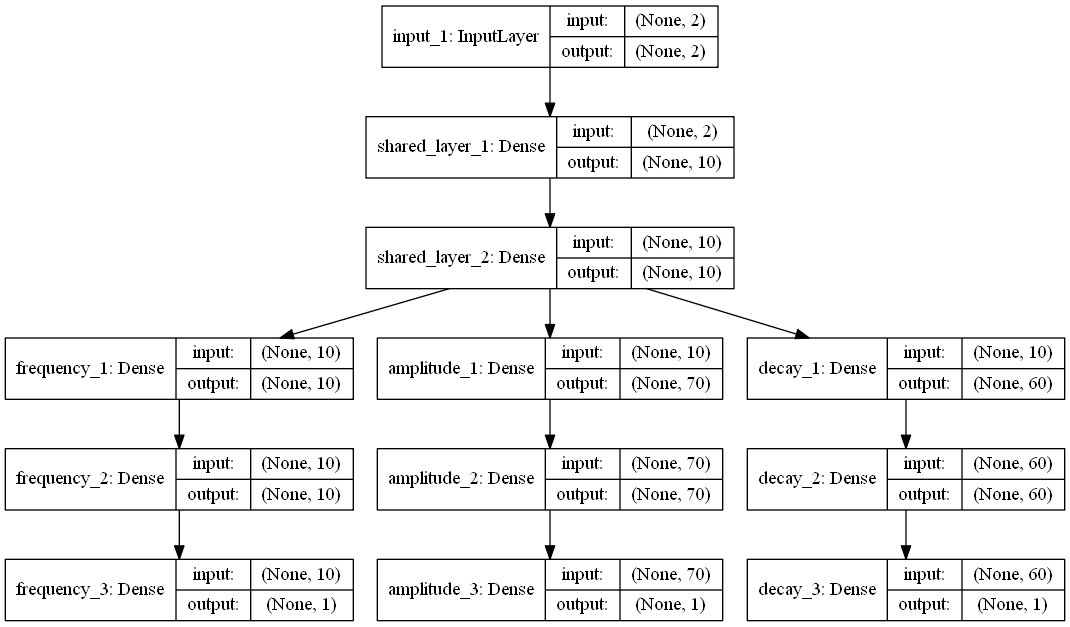 input_1: InputLayer
input: (None, 2)
output: (None, 2)
shared_layer_1: Dense
input: (None, 2)
output: (None, 10)
shared_layer_2: Dense
input: (None, 10)
output: (None, 10)
frequency_1: Dense
input: (None, 10)
output: (None, 10)
amplitude_1: Dense
input: (None, 10)
output: (None, 70)
decay_1: Dense
input: (None, 10)
output: (None, 60)
frequency_2: Dense
input: (None, 10)
output: (None, 10)
amplitude_2: Dense
input: (None, 70)
output: (None, 70)
decay_2: Dense
input: (None, 60)
output: (None, 60)
frequency_3: Dense
input: (None, 10)
output: (None, 1)
amplitude_3: Dense
input: (None, 70)
output: (None, 1)
decay_3: Dense
input: (None, 60)
output: (None, 1)